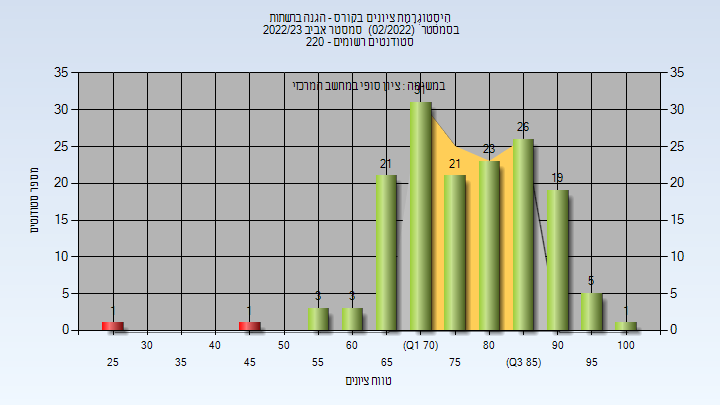 היסטוגרמת ציונים בקורס - הגנה ברשתות
בסמסטר (02/2022) סמסטר אביב 2022/23
סטודנטים רשומים - 220
במשימה : ציון סופי במחשב המרכזי
מספר סטודנטים
35 35
30 30
25 25
20 20
15 15
10 10
5 5
0 0
1 1 3 3 21 31 21 23 26 19 5 1
30 40 50 60 (Q1 70) 80 90 100
25 35 45 55 65 75 (Q3 85) 95
טווח ציונים